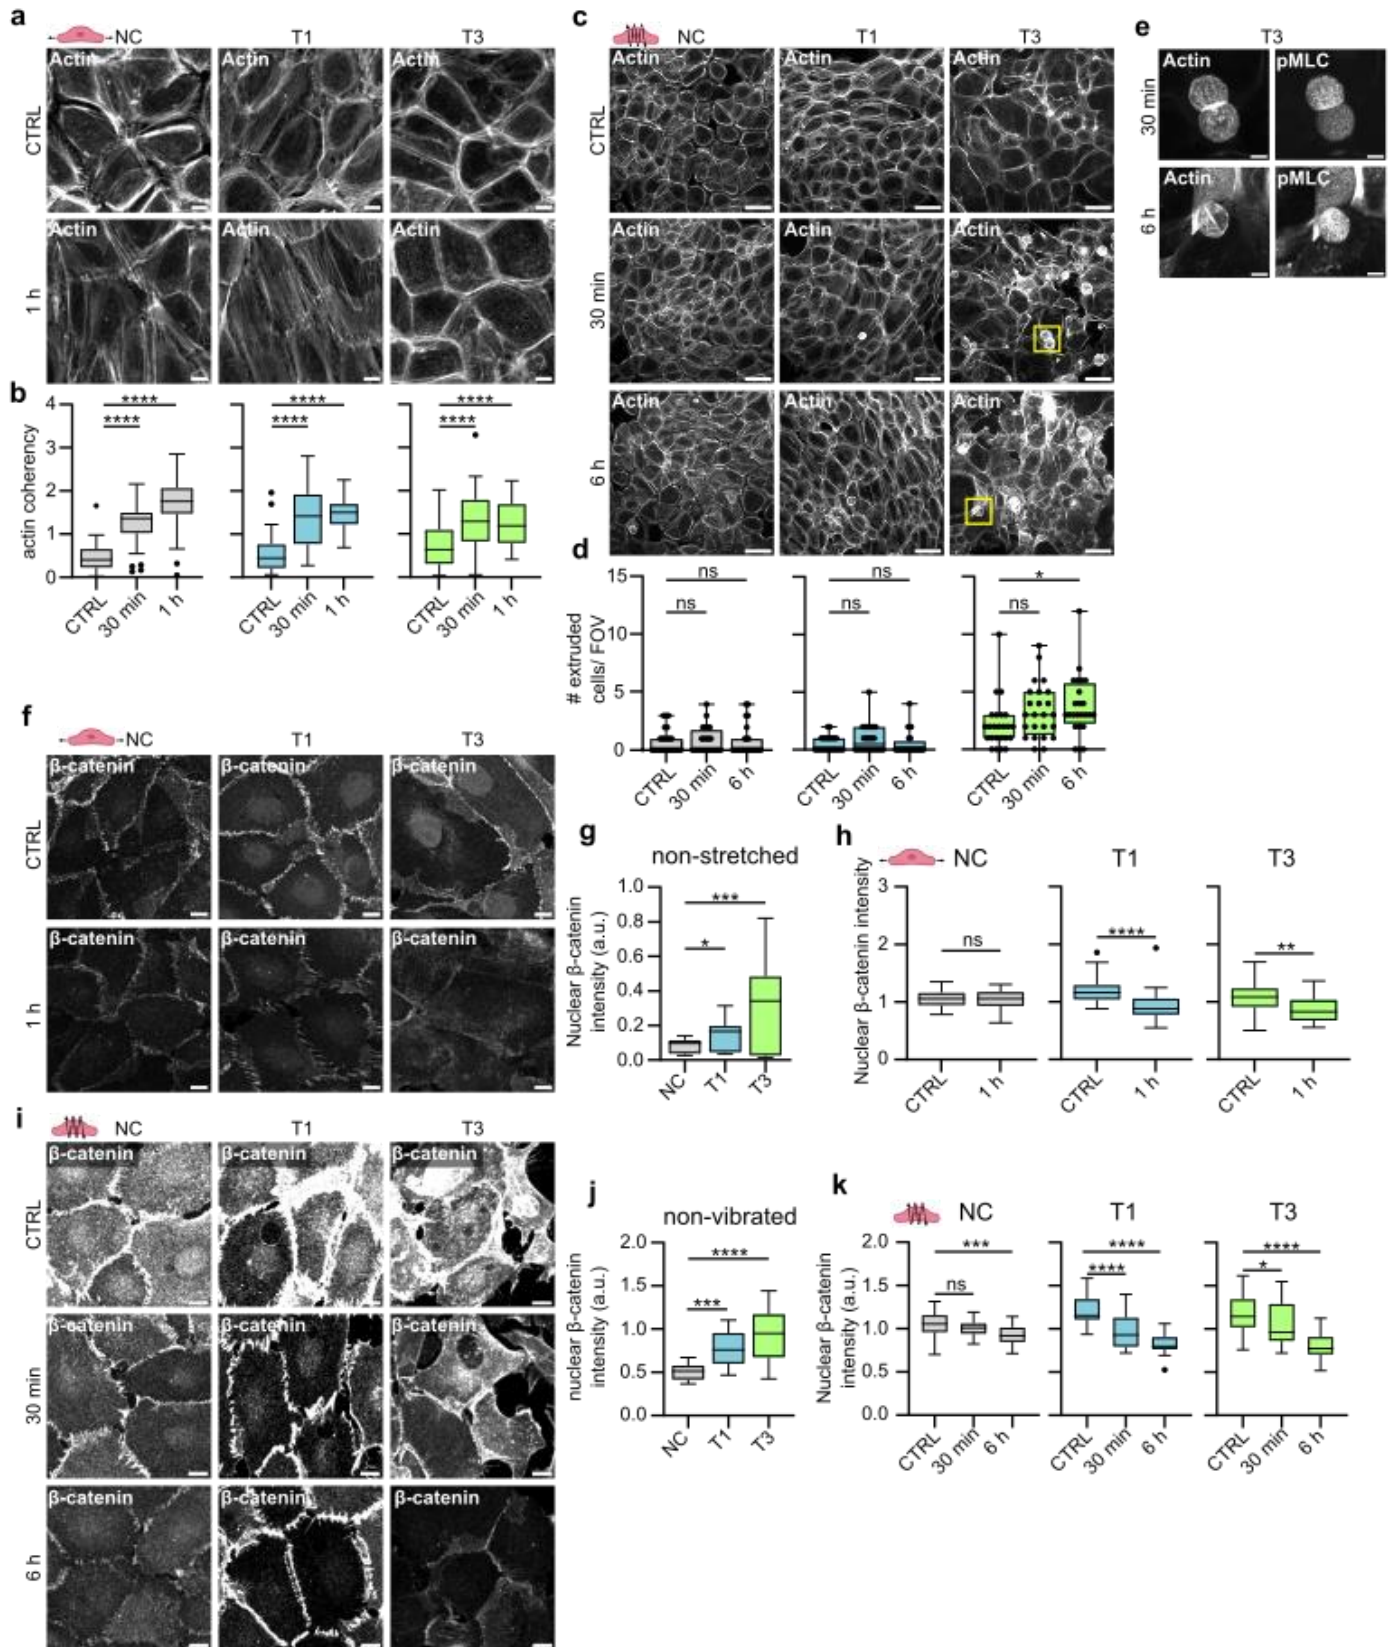 a
NC T1 T3
CTRL
Actin Actin Actin
1 h
Actin Actin Actin
b
actin coherency
4
3
2
1
0
**** ****
**** ****
**** ****
CTRL 30 min 1 h
CTRL 30 min 1 h
CTRL 30 min 1 h
c
NC T1 T3
CTRL
Actin Actin Actin
30 min
Actin Actin Actin
6 h
Actin Actin Actin
d
# extruded
cells/ FOV
15
10
5
0
ns ns
ns ns
* ns
CTRL 30 min 6 h
CTRL 30 min 6 h
CTRL 30 min 6 h
e
T3
30 min
Actin pMLC
6 h
Actin pMLC
f
NC T1 T3
CTRL
β-catenin β-catenin β-catenin
1 h
β-catenin β-catenin β-catenin
g
non-stretched
Nuclear β-catenin
intensity (a.u.)
1.0
0.8
0.6
0.4
0.2
0.0
***
*
NC T1 T3
h
NC T1 T3
Nuclear β-catenin intensity
3
2
1
0
ns **** **
CTRL 1 h
CTRL 1 h
CTRL 1 h
i
NC T1 T3
CTRL
β-catenin β-catenin β-catenin
30 min
β-catenin β-catenin β-catenin
6 h
β-catenin β-catenin β-catenin
j
non-vibrated
nuclear β-catenin
intensity (a.u.)
2.0
1.5
1.0
0.5
0.0
****
***
NC T1 T3
k
NC T1 T3
Nuclear β-catenin
intensity (a.u.)
2.0
1.5
1.0
0.5
0.0
*** ns
**** ****
**** *
CTRL 30 min 6 h
CTRL 30 min 6 h
CTRL 30 min 6 h